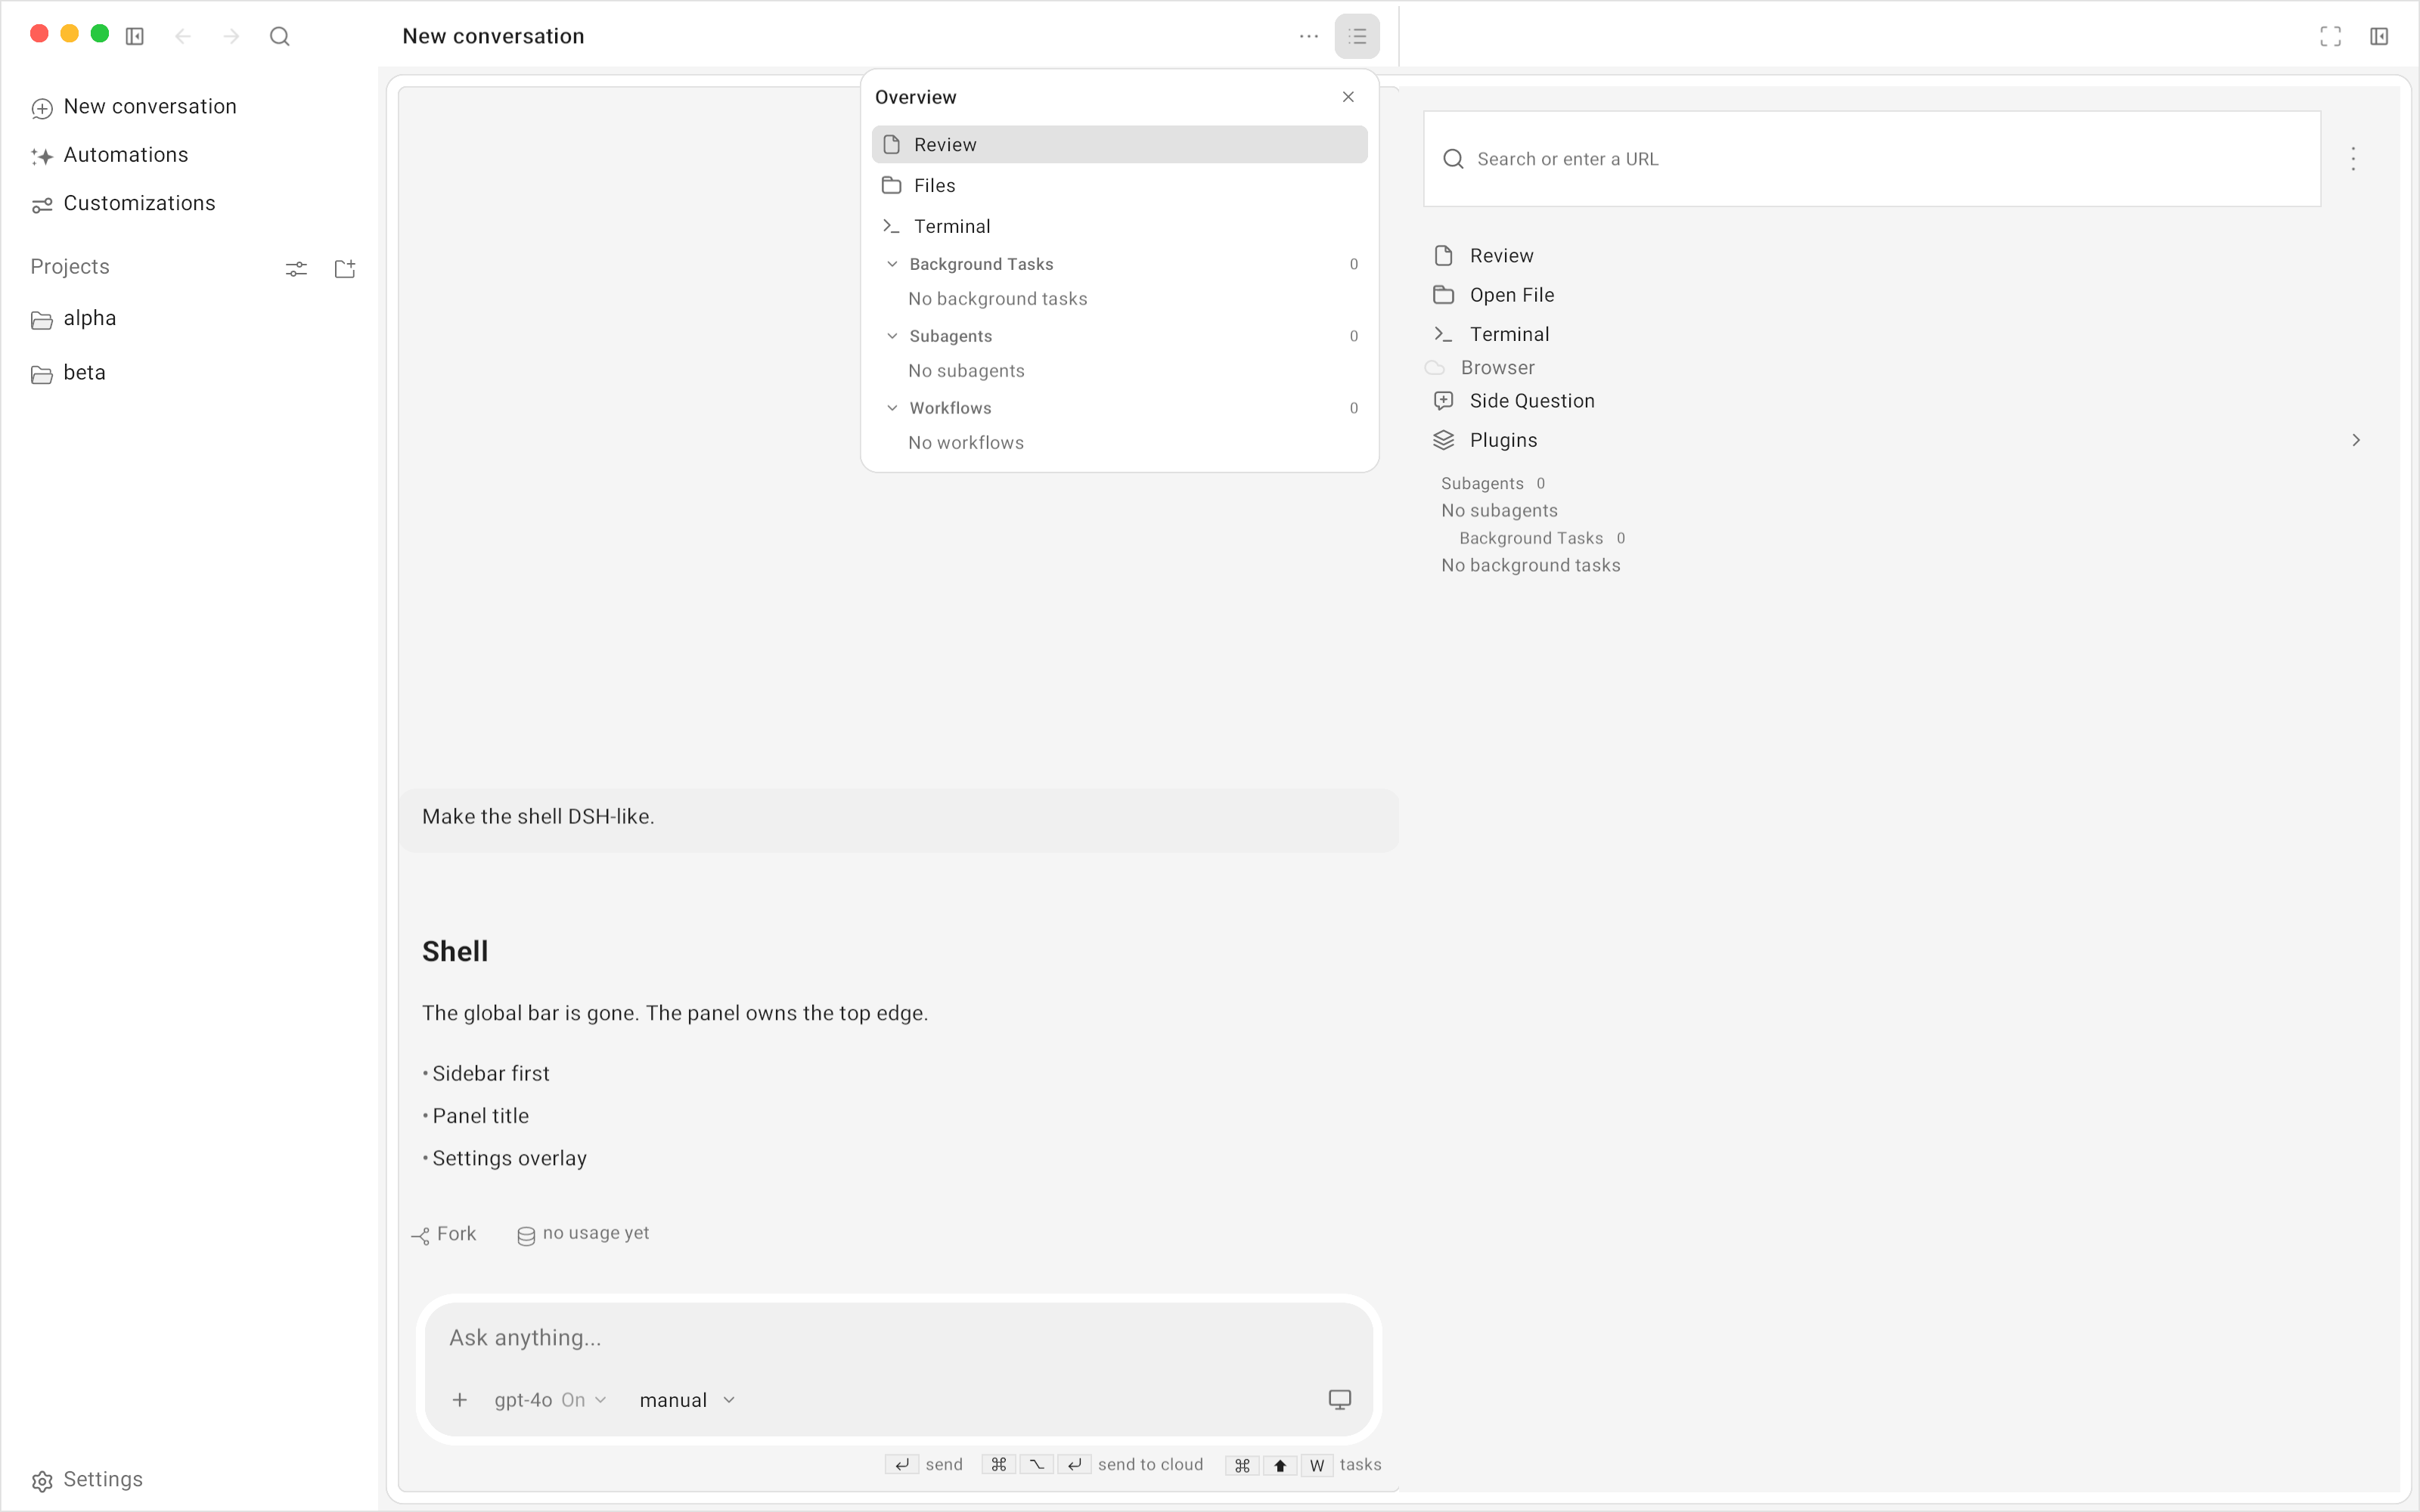 New conversation
New conversation
Automations
Customizations
Projects
alpha
beta
Settings
Overview
Review
Files
Terminal
Background Tasks 0
No background tasks
Subagents 0
No subagents
Workflows 0
No workflows
Make the shell DSH-like.
Shell
The global bar is gone. The panel owns the top edge.
• Sidebar first
• Panel title
• Settings overlay
Fork no usage yet
Ask anything...
gpt-4o On manual
send ⌘ ⌥ send to cloud ⌘ W tasks
Search or enter a URL
Review
Open File
Terminal
Browser
Side Question
Plugins
Subagents 0
No subagents
Background Tasks 0
No background tasks